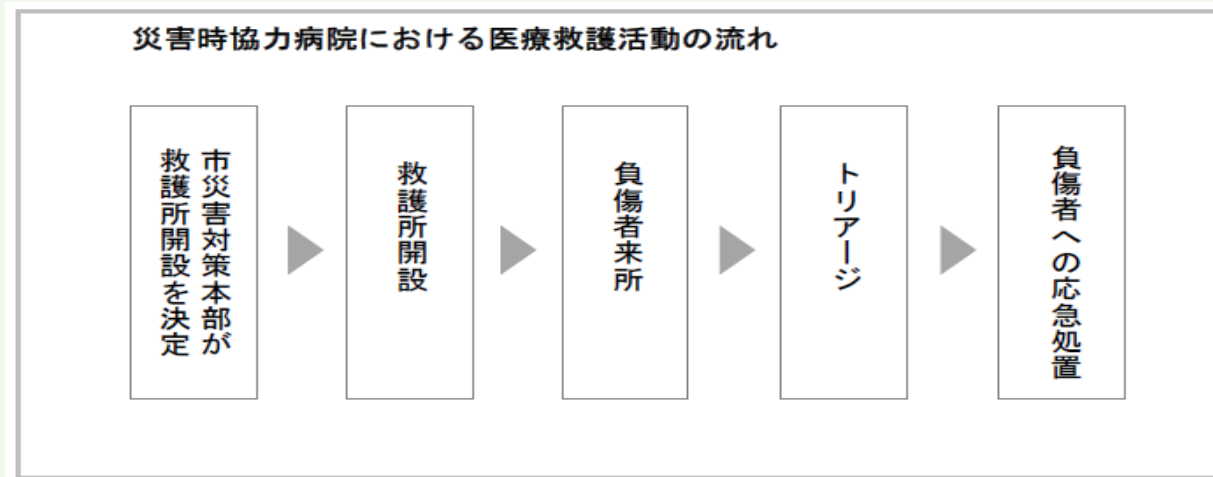 災害時協力病院における医療救護活動の流れ
市災害対策本部が
救護所開設を決定
救護所開設
負傷者来所
トリアージ
負傷者への応急処置